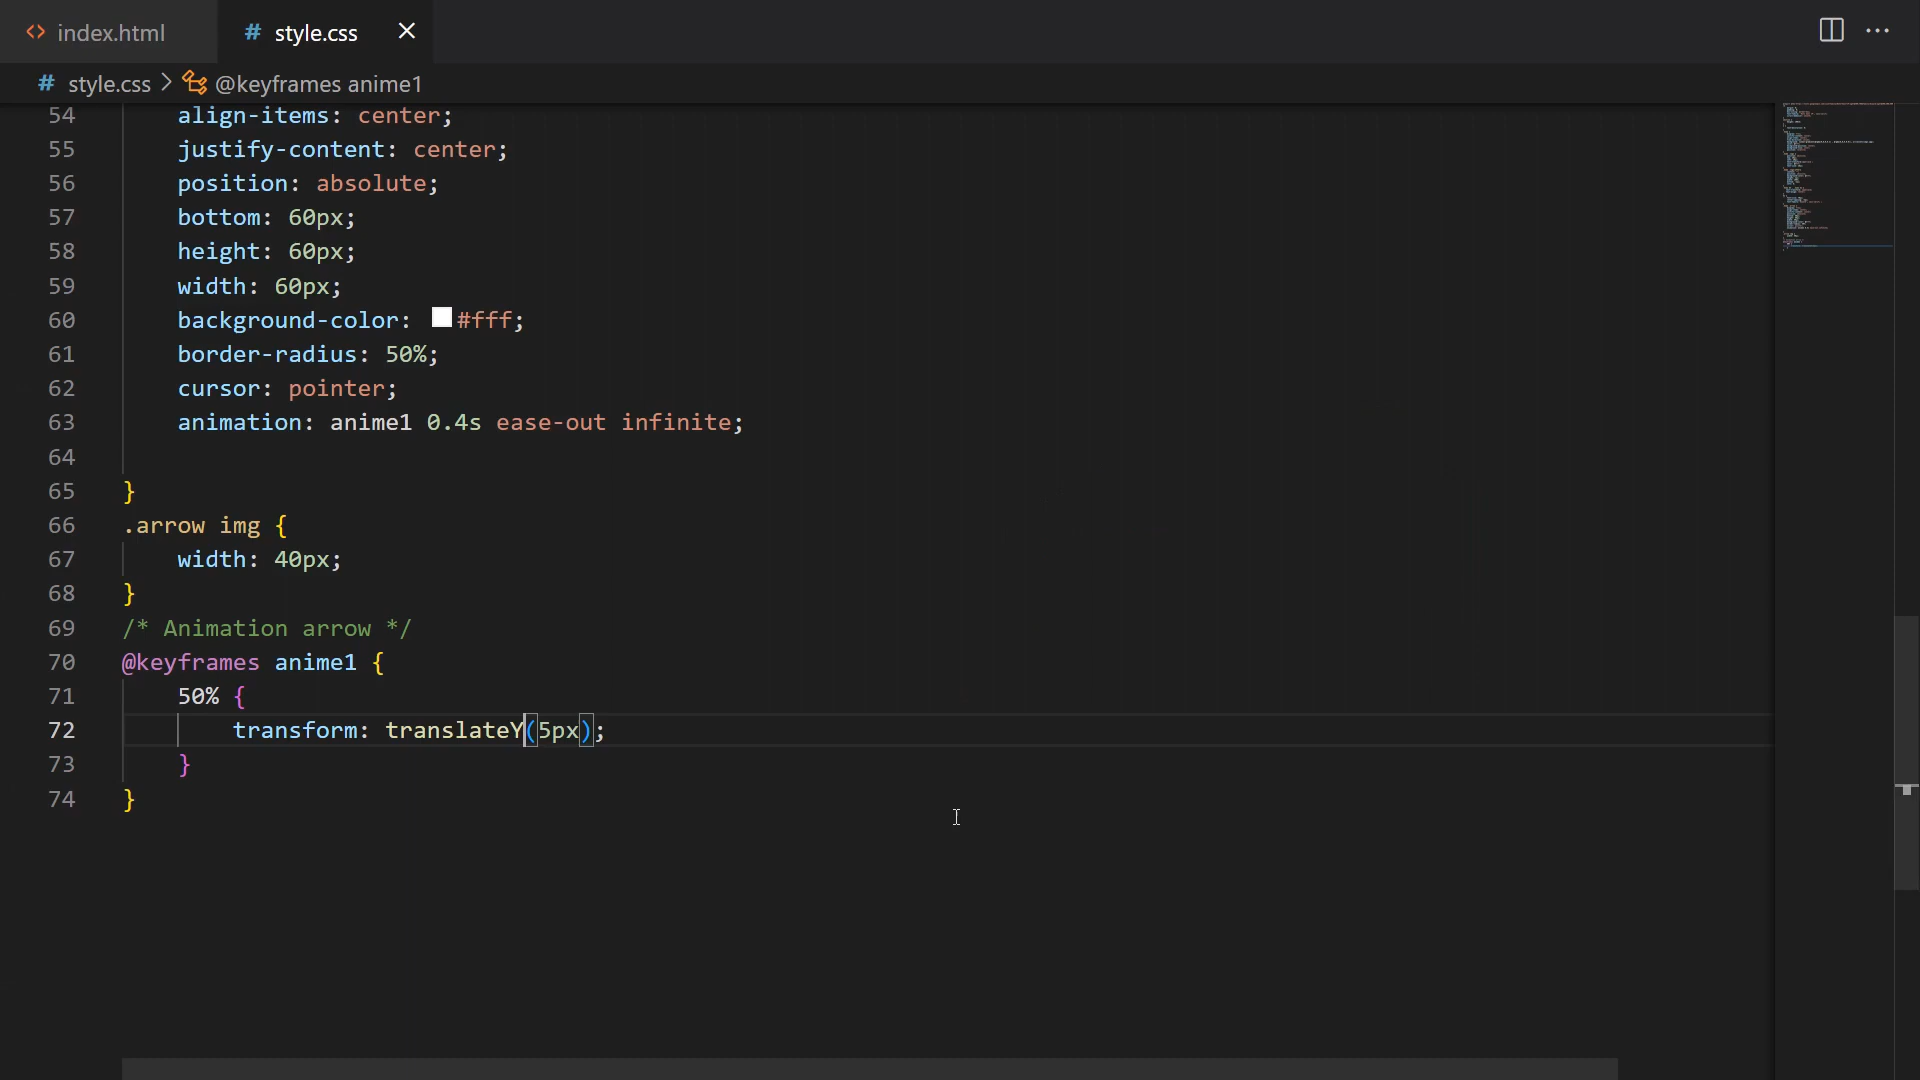 index.html
# style.css
# style.css > @keyframes anime1
54 align-items: center;
55 justify-content: center;
56 position: absolute;
57 bottom: 60px;
58 height: 60px;
59 width: 60px;
60 background-color: #fff;
61 border-radius: 50%;
62 cursor: pointer;
63 animation: anime1 0.4s ease-out infinite;
64
65 }
66 .arrow img {
67 width: 40px;
68 }
69 /* Animation arrow */
70 @keyframes anime1 {
71 50% {
72 transform: translateY(5px);
73 }
74 }